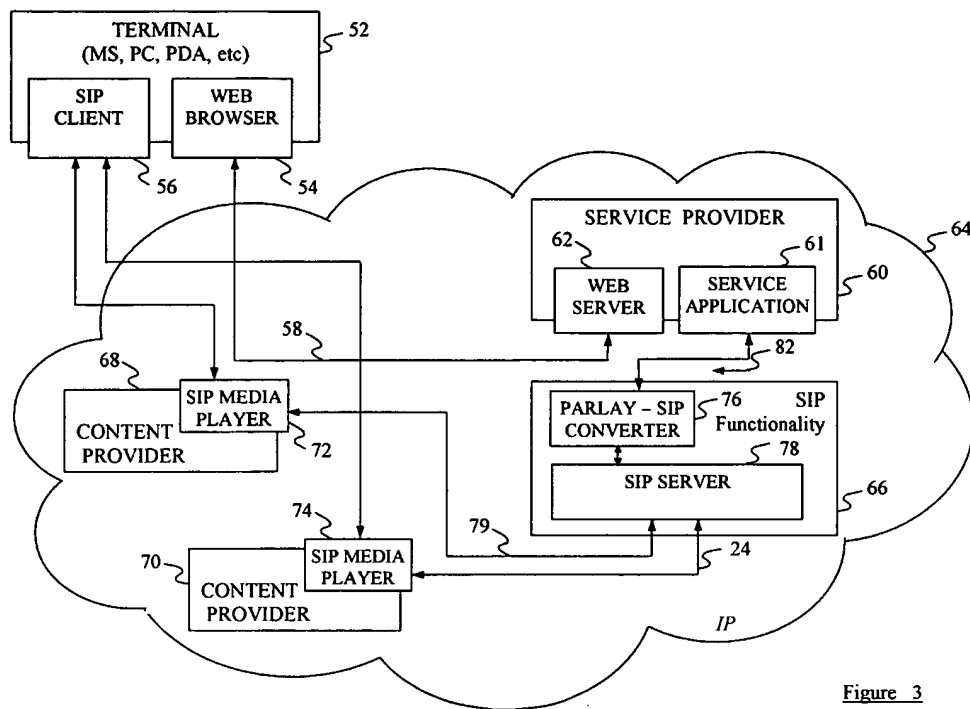 TERMINAL
(MS, PC, PDA, etc)
52
SIP
CLIENT
WEB
BROWSER
56
54
SERVICE PROVIDER
64
62
61
WEB
SERVER
SERVICE
APPLICATION
60
58
82
68
SIP MEDIA
PLAYER
CONTENT
PROVIDER
72
PARLAY – SIP
CONVERTER
76
SIP
Functionality
78
SIP SERVER
66
74
79
24
70
SIP MEDIA
PLAYER
CONTENT
PROVIDER
IP
Figure 3